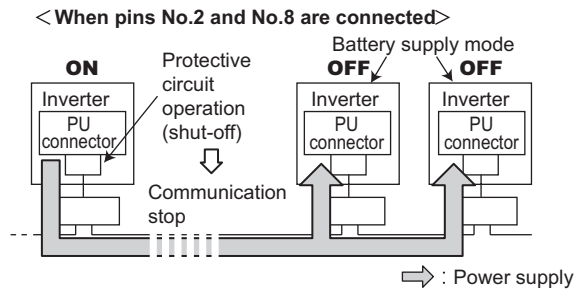 <When pins No.2 and No.8 are connected>
Battery supply mode
ON
Protective
circuit
operation
(shut-off)
OFF
OFF
Inverter
PU
connector
Inverter
PU
connector
Inverter
PU
connector
Communication
stop
: Power supply